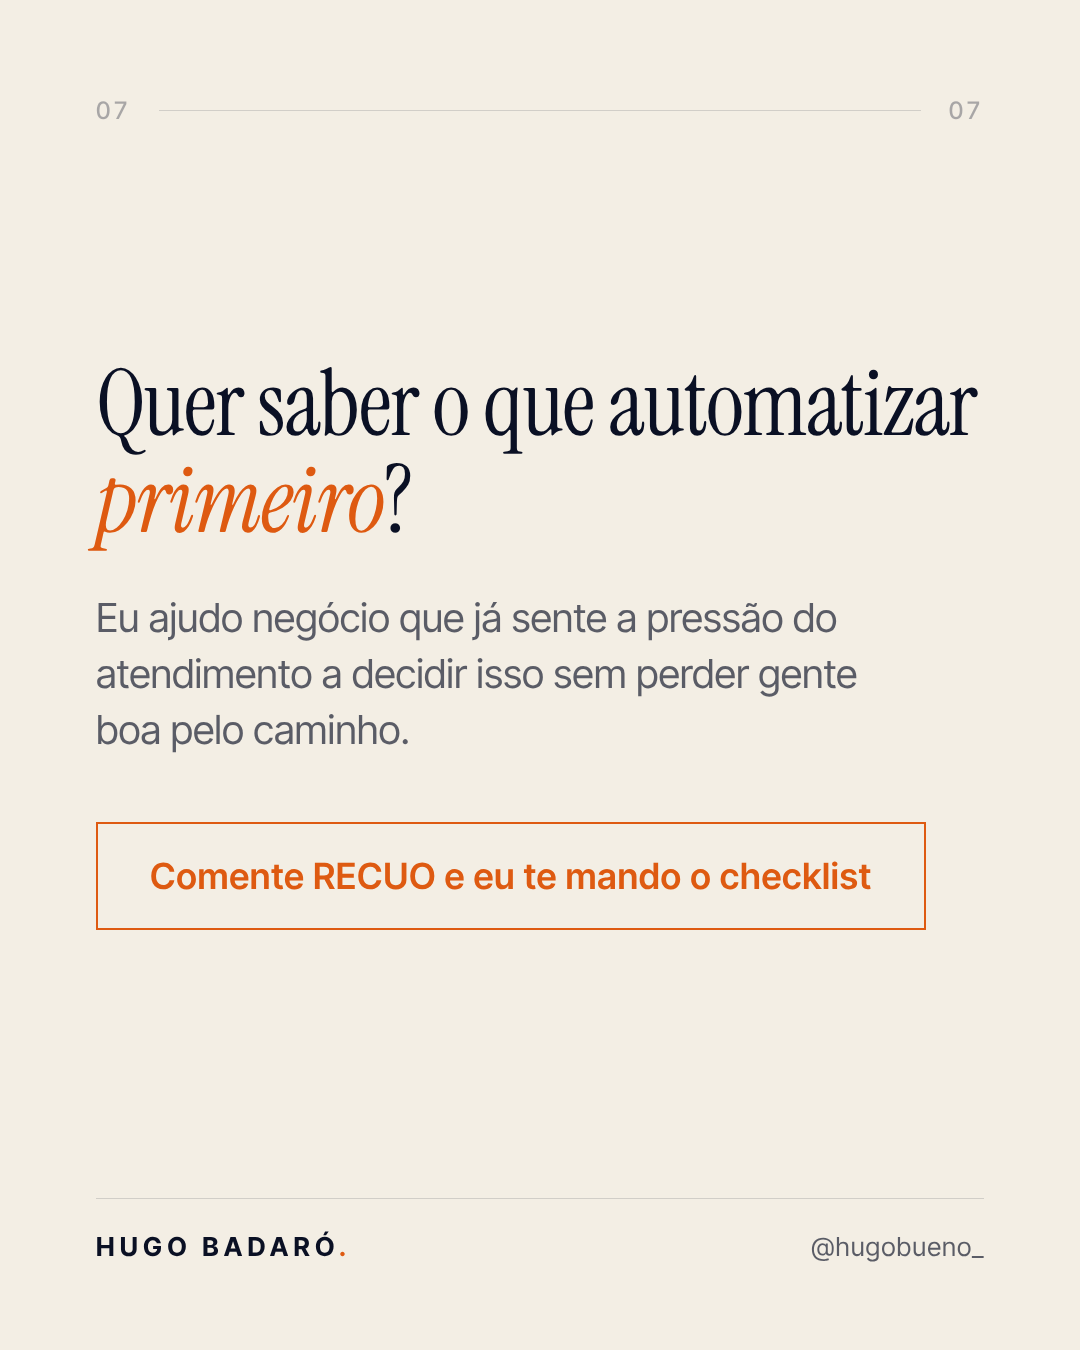 07 07
Quer saber o que automatizar
primeiro?
Eu ajudo negócio que já sente a pressão do
atendimento a decidir isso sem perder gente
boa pelo caminho.
Comente RECUO e eu te mando o checklist
HUGO BADARÓ. @hugobueno_